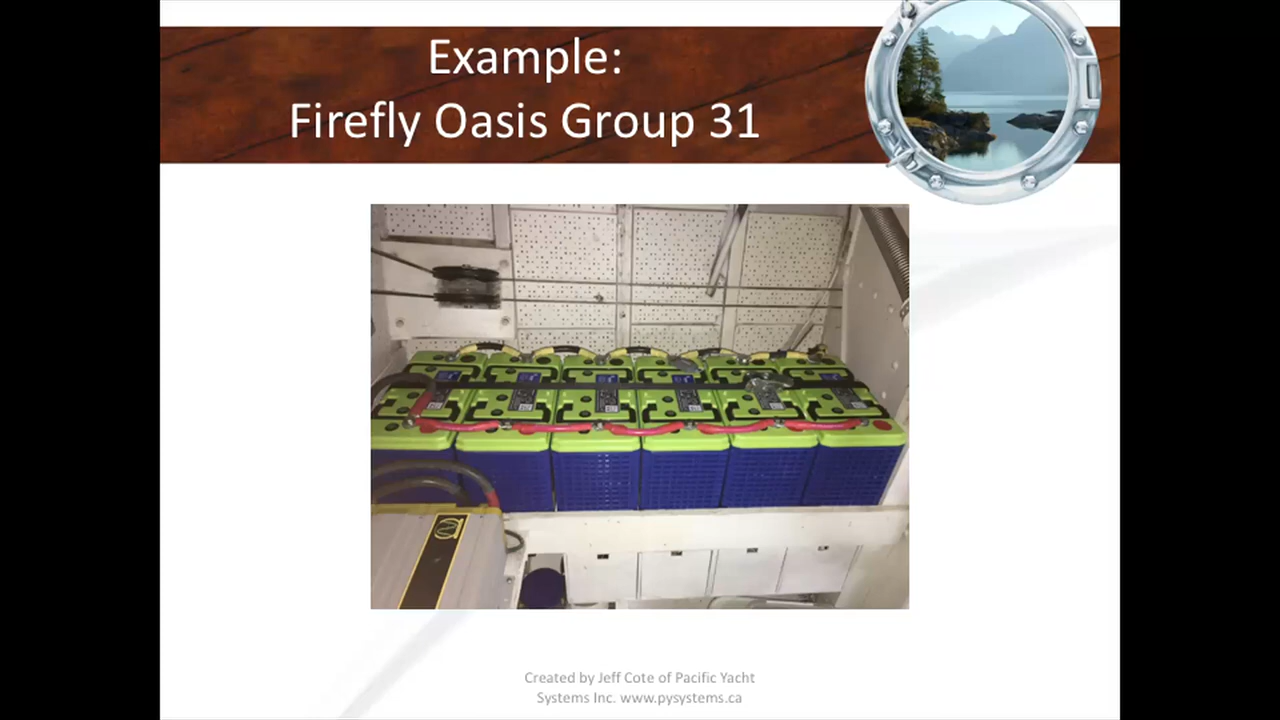 Example:
Firefly Oasis Group 31
Created by Jeff Cote of Pacific Yacht
Systems Inc. www.pysystems.ca